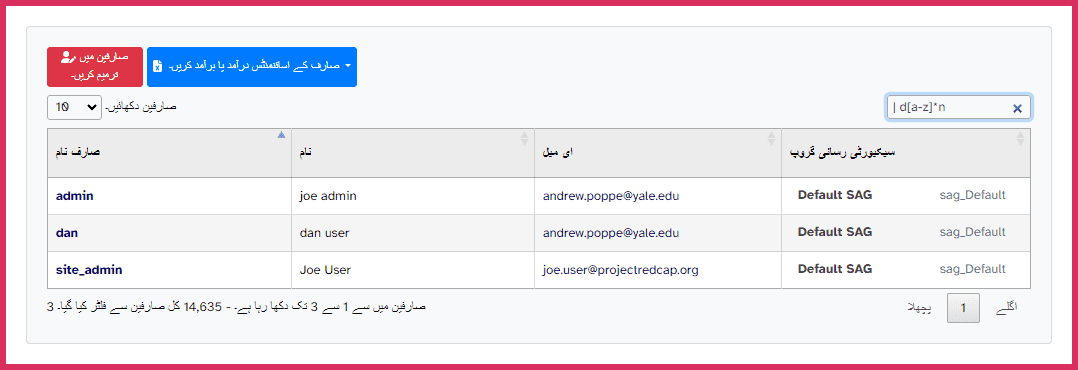 صارفین میں
ترمیم کریں۔
صارف کے اسائنمنٹس درآمد یا برآمد کریں۔
10 صارفین دکھائیں۔
| d[a-z]*n ×
صارف نام نام ای میل سیکیورٹی رسائی گروپ
admin joe admin andrew.poppe@yale.edu Default SAG sag_Default
dan dan user andrew.poppe@yale.edu Default SAG sag_Default
site_admin Joe User joe.user@projectredcap.org Default SAG sag_Default
3 صارفین میں سے 1 سے 3 تک دکھا رہا ہے۔ - 14,635 کل صارفین سے فلٹر کیا گیا۔
پچھلا 1 اگلے